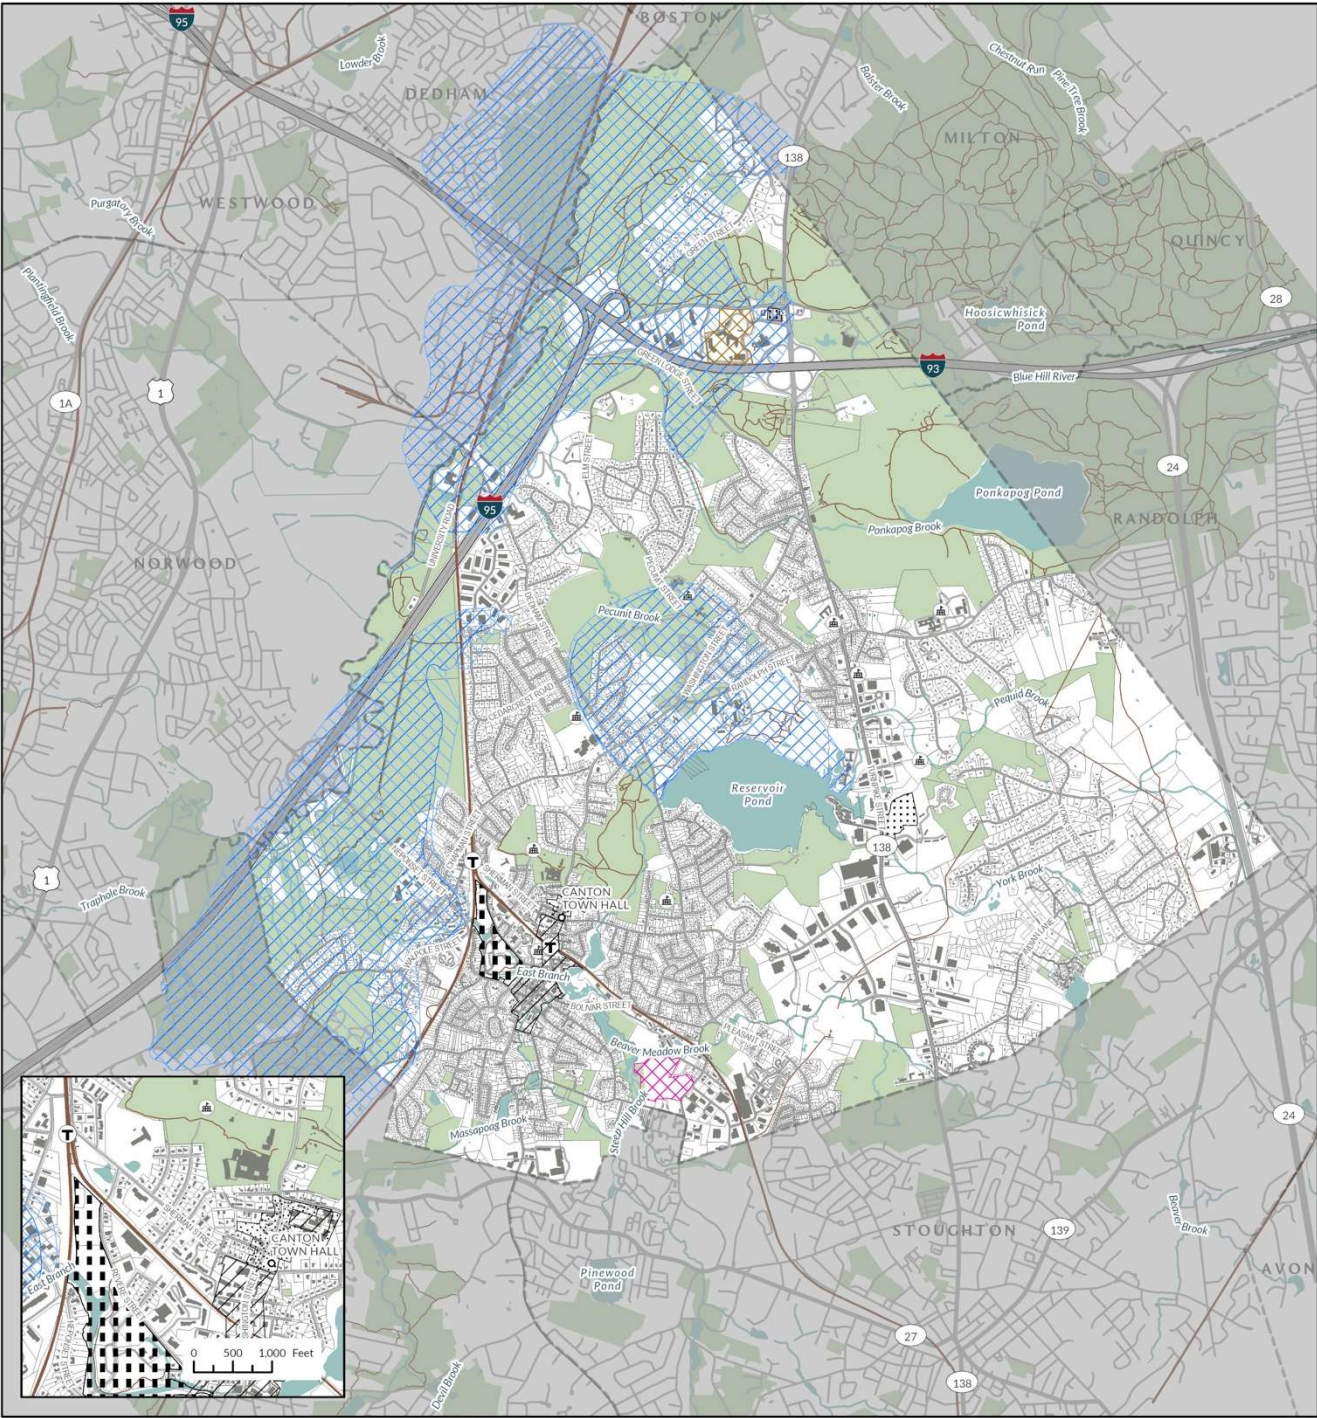 95
BOSTON
Lowder Brook
DEDHAM
Chestnut Run
Pine Tree Brook
Balster Brook
MILTON
138
WESTWOOD
Purgatory Brook
GREEN STREET
QUINCY
Plantingfield Brook
28
Hoosicwhisick
Pond
GREEN LODGE STREET
93
Blue Hill River
1A
1
ELM STREET
24
Ponkapog Pond
95
UNIVERSITY ROAD
Ponkapog Brook
RANDOLPH
NORWOOD
Pecunit Brook
WASHINGTON STREET
RANDOLPH STREET
Pequid Brook
Reservoir
Pond
138
1
Traphole Brook
York Brook
T
CANTON
TOWN HALL
T
East Branch
BOLIVAR STREET
PLEASANT STREET
Beaver Meadow Brook
Massapoag Brook
Steep Hill Brook
24
T
Beaver
Brook
STOUGHTON
139
CANTON
TOWN HALL
East Branch
AVON
Pinewood
Pond
27
0 500 1,000 Feet
138
Devil Brook